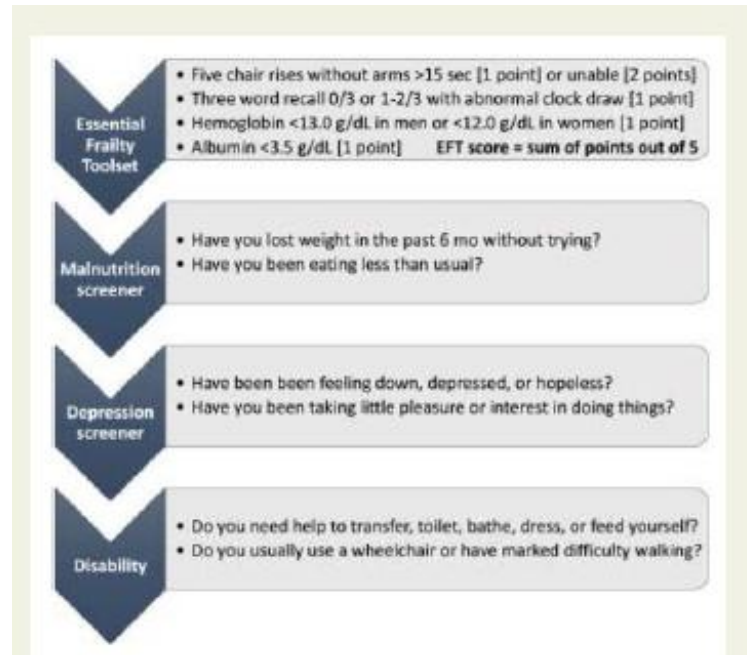 Essential
Frailty
Toolset
• Five chair rises without arms >15 sec [1 point] or unable [2 points]
• Three word recall 0/3 or 1-2/3 with abnormal clock draw [1 point]
• Hemoglobin <13.0 g/dL in men or <12.0 g/dL in women [1 point]
• Albumin <3.5 g/dL [1 point] EFT score = sum of points out of 5
Malnutrition
screener
• Have you lost weight in the past 6 mo without trying?
• Have you been eating less than usual?
Depression
screener
• Have been been feeling down, depressed, or hopeless?
• Have you been taking little pleasure or interest in doing things?
Disability
• Do you need help to transfer, toilet, bathe, dress, or feed yourself?
• Do you usually use a wheelchair or have marked difficulty walking?